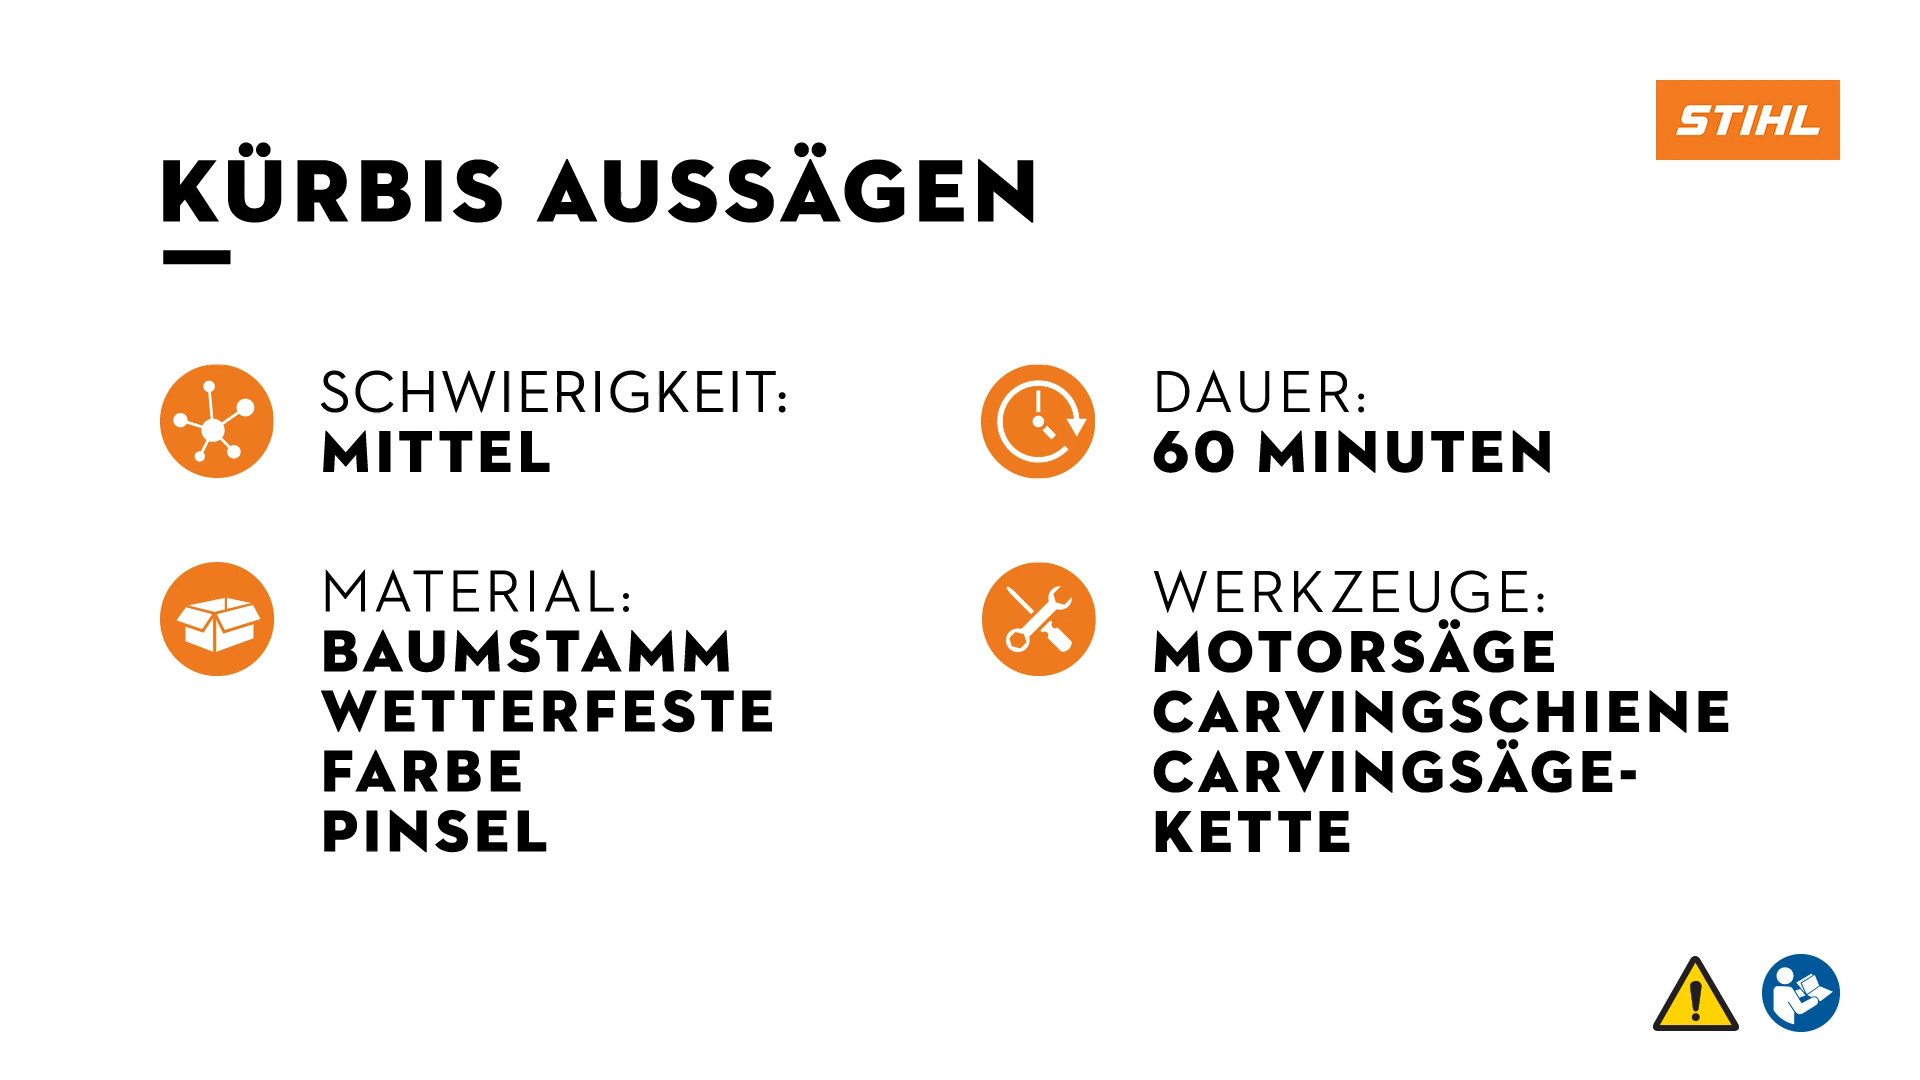 STIHL
KÜRBIS AUSSÄGEN
SCHWIERIGKEIT:
MITTEL
DAUER:
60 MINUTEN
MATERIAL:
BAUMSTAMM
WETTERFESTE
FARBE
PINSEL
WERKZEUGE:
MOTORSÄGE
CARVINGSCHIENE
CARVINGSÄGE-
KETTE